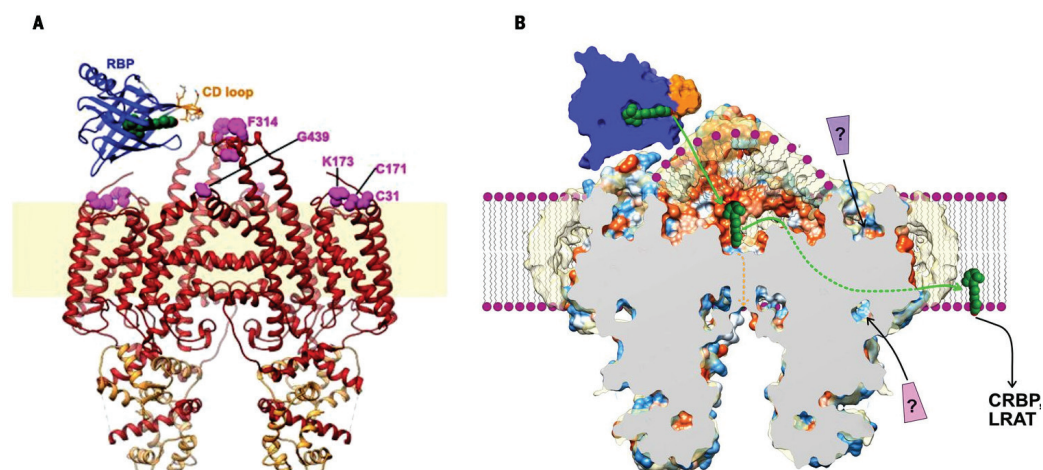 A
RBP
CD loop
F314
G439
K173
C171
C31
B
?
?
CRBP,
LRAT